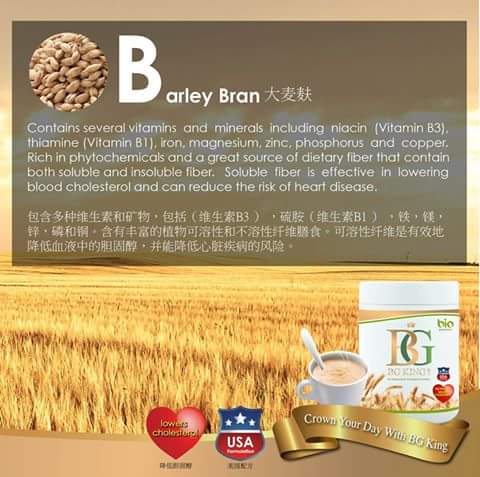 Barley Bran 大麦麸
Contains several vitamins and minerals including niacin (Vitamin B3),
thiamine (Vitamin B1), iron, magnesium, zinc, phosphorus and copper.
Rich in phytochemicals and a great source of dietary fiber that contain
both soluble and insoluble fiber. Soluble fiber is effective in lowering
blood cholesterol and can reduce the risk of heart disease.
包含多种维生素和矿物，包括（维生素B3 ），硫胺（维生素B1 ），铁，镁，
锌，磷和铜。含有丰富的植物可溶性和不溶性纤维膳食。可溶性纤维是有效地
降低血液中的胆固醇，并能降低心脏疾病的风险。
bio
BG
BG KING
USA
lowers
cholesterol
降低胆固醇
USA
Formulation
美国配方
Crown Your Day With BG King